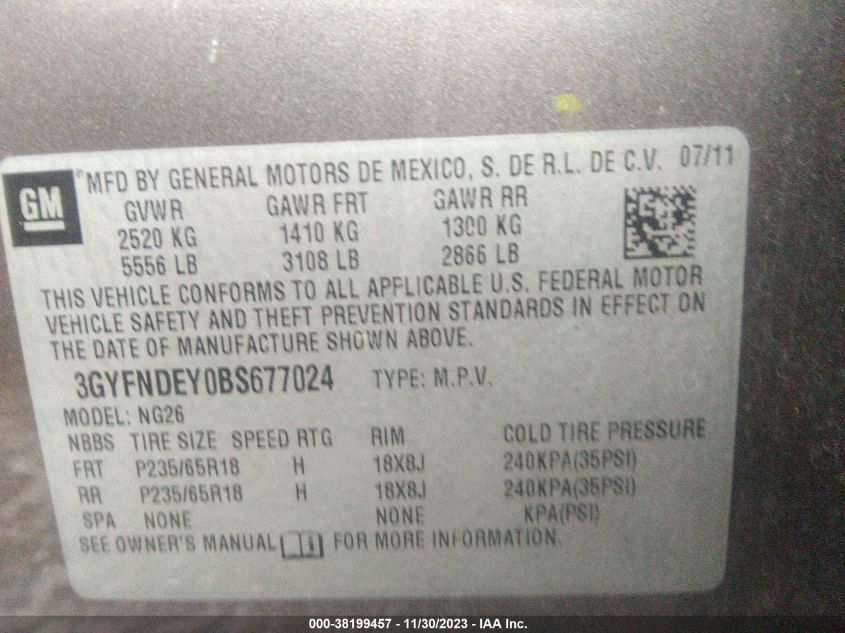 GM
®MFD BY GENERAL MOTORS DE MEXICO, S. DE R.L. DE C.V. 07/11
GVWR GAWR FRT GAWR RR
2520 KG 1410 KG 1300 KG
5556 LB 3108 LB 2866 LB
THIS VEHICLE CONFORMS TO ALL APPLICABLE U.S. FEDERAL MOTOR
VEHICLE SAFETY AND THEFT PREVENTION STANDARDS IN EFFECT ON
THE DATE OF MANUFACTURE SHOWN ABOVE.
3GYFNDEY0BS677024 TYPE: M.P.V.
MODEL: NG26
NBBS TIRE SIZE SPEED RTG RIM COLD TIRE PRESSURE
FRT P235/65R18 H 18X8J 240KPA(35PSI)
RR P235/65R18 H 18X8J 240KPA(35PSI)
SPA NONE NONE KPA(PSI)
SEE OWNER'S MANUAL FOR MORE INFORMATION.
000-38199457 - 11/30/2023 - IAA Inc.